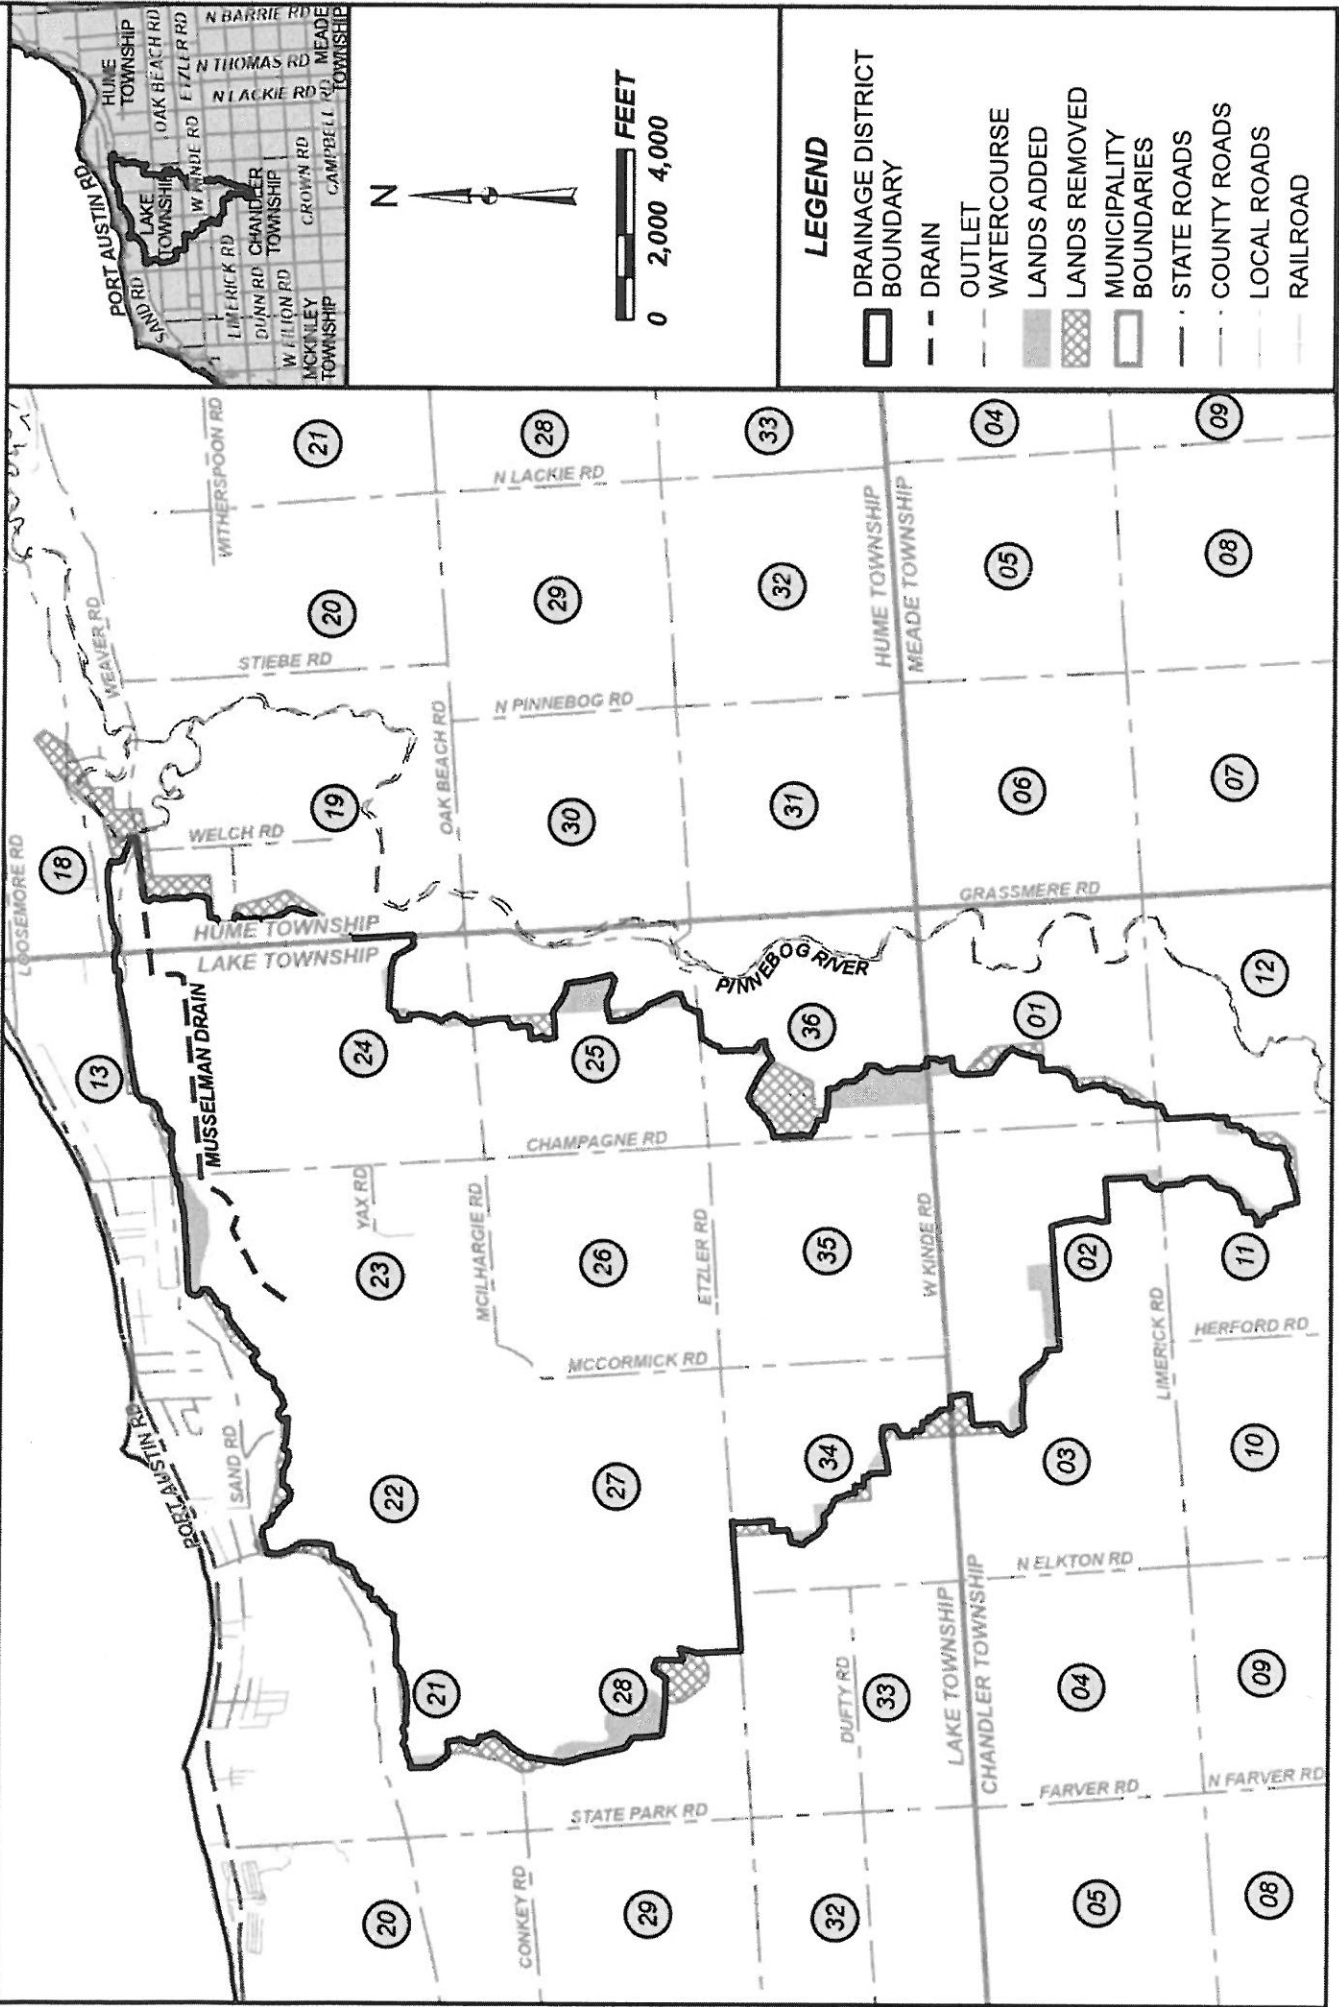 PORT AUSTIN RD
SAND RD
HUME
TOWNSHIP
OAK BEACH RD
ETZLER RD
N BARRIE RD
N THOMAS RD
N LACKIE RD
MEADE
TOWNSHIP
LAKE
TOWNSHIP
W KINDE RD
LIMERICK RD
DUNN RD
CHANDLER
TOWNSHIP
CROWN RD
CAMPBELL RD
W FILION RD
MCKINLEY
TOWNSHIP
N
0 2,000 4,000
FEET
LEGEND
DRAINAGE DISTRICT
BOUNDARY
DRAIN
OUTLET
WATERCOURSE
LANDS ADDED
LANDS REMOVED
MUNICIPALITY
BOUNDARIES
STATE ROADS
COUNTY ROADS
LOCAL ROADS
RAILROAD
LOOSEMORE RD
18
WEAVER RD
WITHERSPOON RD
13
MUSSELMAN DRAIN
HUME TOWNSHIP
LAKE TOWNSHIP
WELCH RD
19
STIEBE RD
20
21
PORT AUSTIN RD
SAND RD
20
21
22
23
YAX RD
24
OAK BEACH RD
N PINNEBOG RD
N LACKIE RD
CONKEY RD
STATE PARK RD
MCILHARGIE RD
CHAMPAGNE RD
29
28
27
26
25
30
29
28
MCCORMICK RD
ETZLER RD
PINNEBOG RIVER
32
DUFTY RD
33
34
35
36
31
32
33
LAKE TOWNSHIP
CHANDLER TOWNSHIP
W KINDE RD
GRASSMERE RD
HUME TOWNSHIP
MEADE TOWNSHIP
FARVER RD
N ELKTON RD
05
04
03
02
01
06
05
04
N FARVER RD
LIMERICK RD
HERFORD RD
08
09
10
11
12
07
08
09